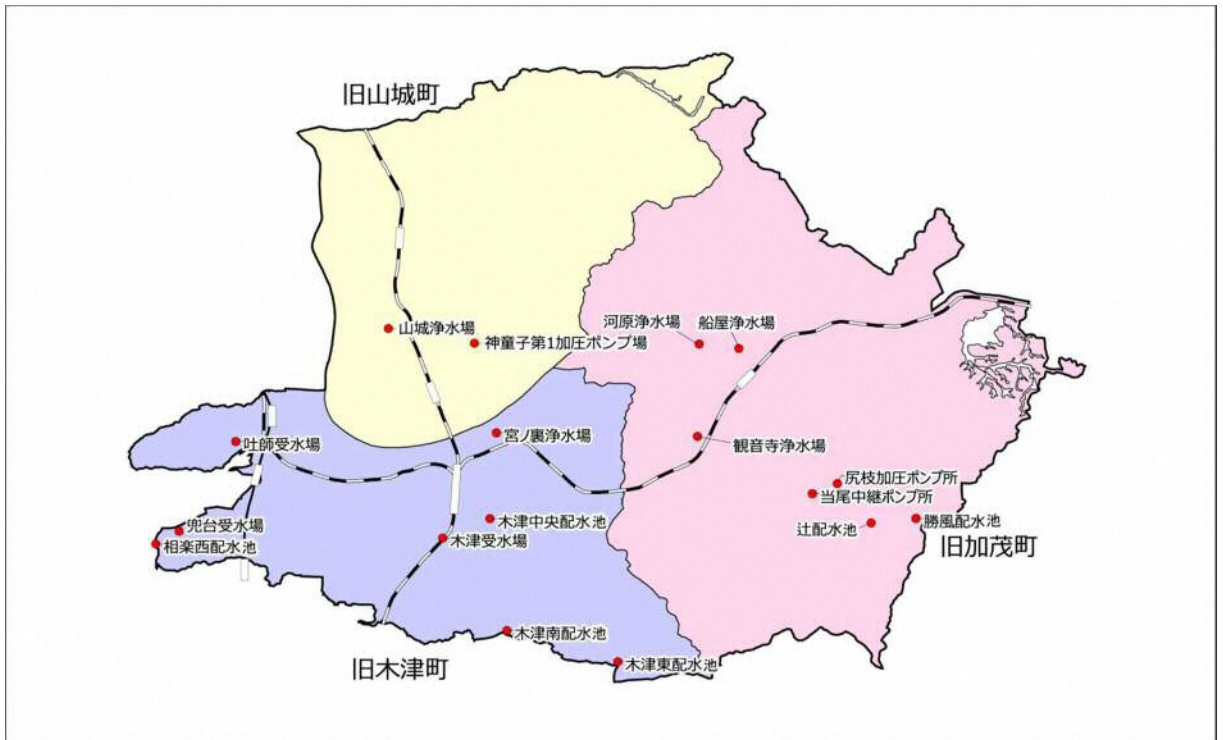 旧山城町
山城浄水場
神童子第1加圧ポンプ場
河原浄水場
船屋浄水場
宮ノ裏浄水場
観音寺浄水場
吐師受水場
尻枝加圧ポンプ所
当尾中継ポンプ所
兜台受水場
相楽西配水池
木津中央配水池
木津受水場
辻配水池
勝風配水池
旧加茂町
木津南配水池
木津東配水池
旧木津町